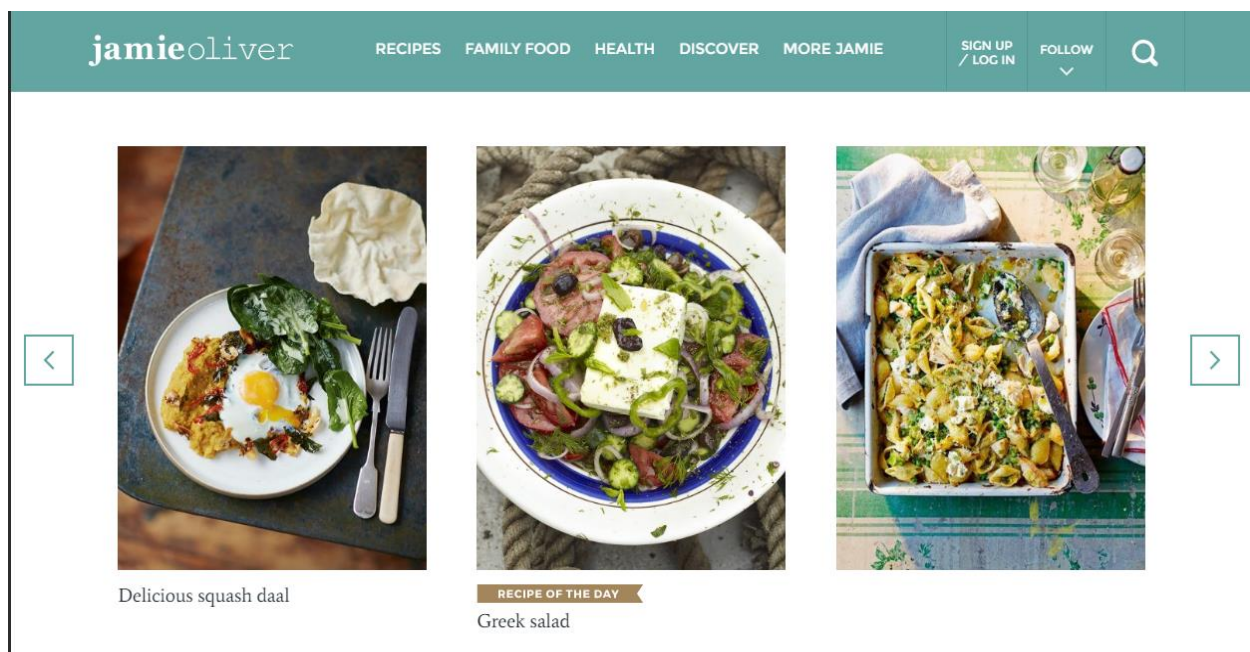 jamieoliver
RECIPES FAMILY FOOD HEALTH DISCOVER MORE JAMIE
SIGN UP
/ LOG IN
FOLLOW
Delicious squash daal
RECIPE OF THE DAY
Greek salad